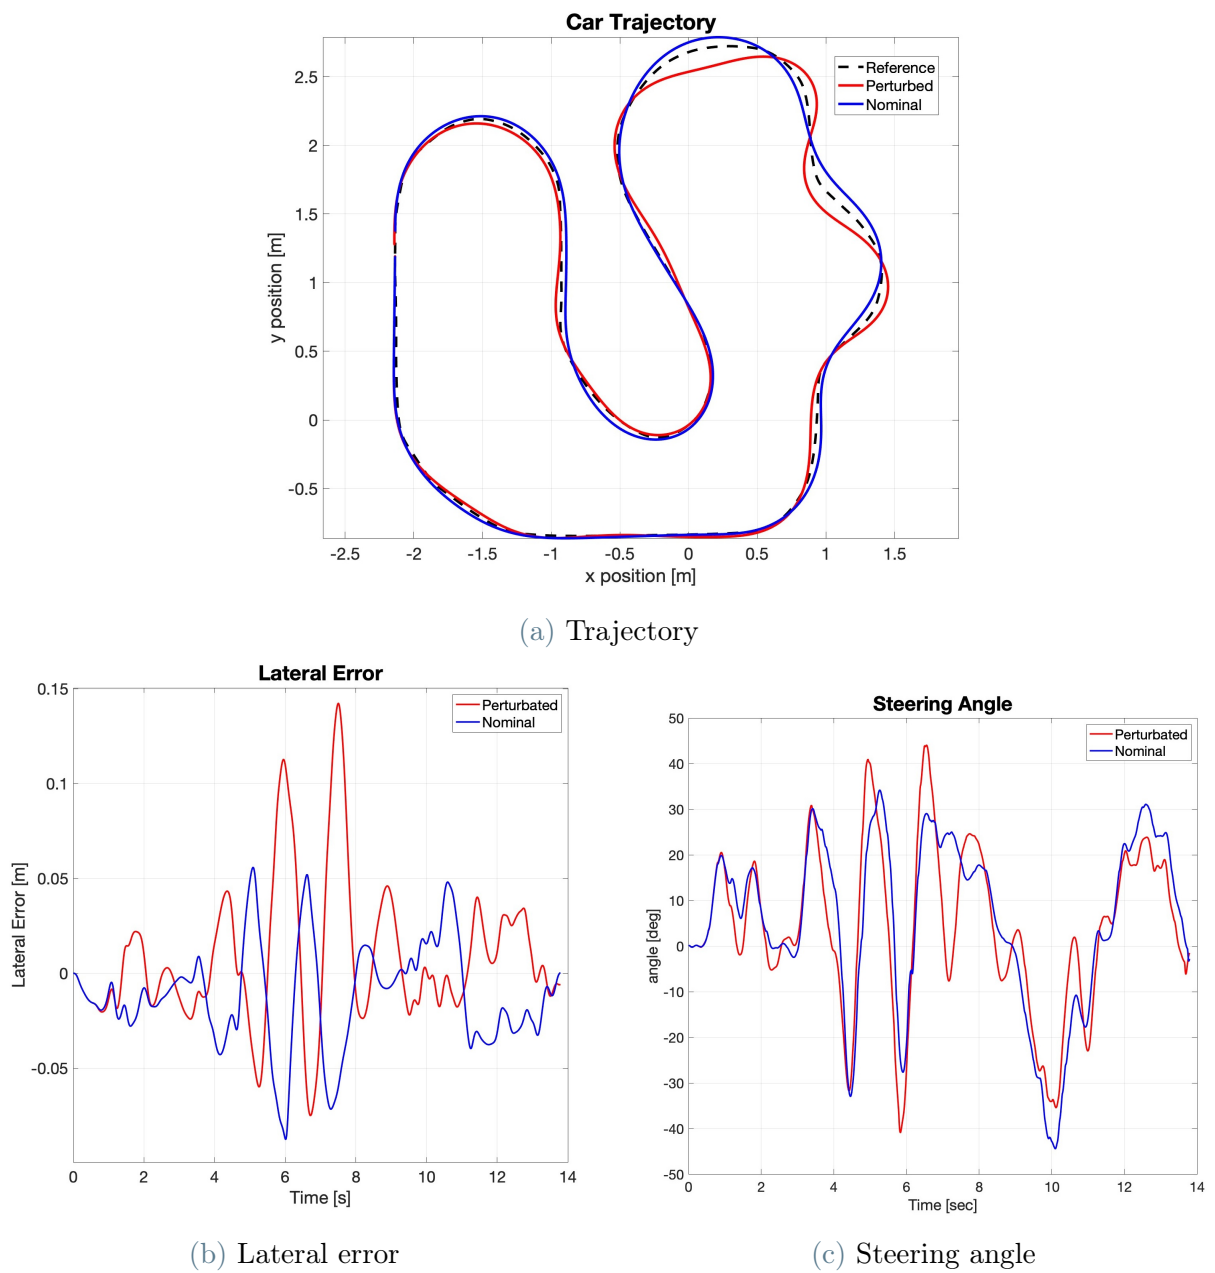 Car Trajectory
Reference
Perturbed
Nominal
2.5
2
1.5
1
0.5
0
-0.5
y position [m]
-2.5 -2 -1.5 -1 -0.5 0 0.5 1 1.5
x position [m]
(a) Trajectory
Lateral Error
Perturbated
Nominal
0.15
0.1
0.05
0
-0.05
Lateral Error [m]
0 2 4 6 8 10 12 14
Time [s]
(b) Lateral error
Steering Angle
Perturbated
Nominal
50
40
30
20
10
0
-10
-20
-30
-40
-50
angle [deg]
0 2 4 6 8 10 12 14
Time [sec]
(c) Steering angle